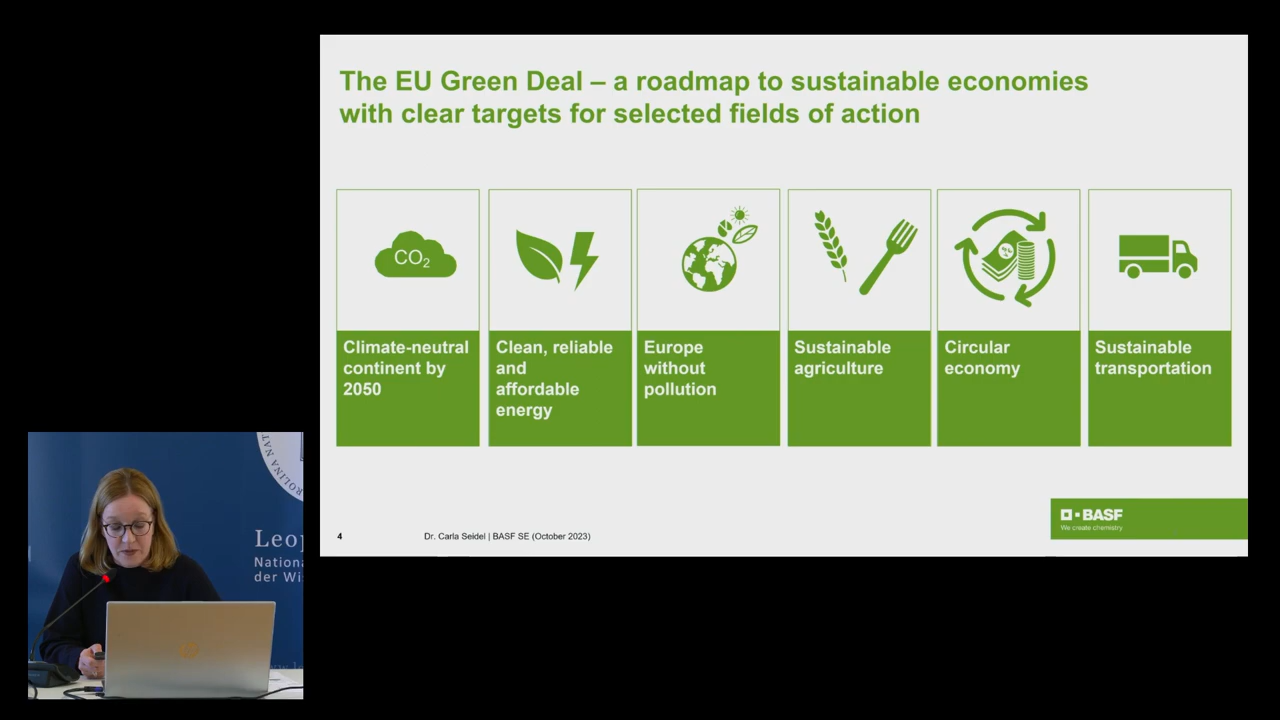 The EU Green Deal – a roadmap to sustainable economies
with clear targets for selected fields of action
CO₂
Climate-neutral
continent by
2050
Clean, reliable
and
affordable
energy
Europe
without
pollution
Sustainable
agriculture
Circular
economy
Sustainable
transportation
4
Dr. Carla Seidel | BASF SE (October 2023)
BASF
We create chemistry
Nationa
der Wi